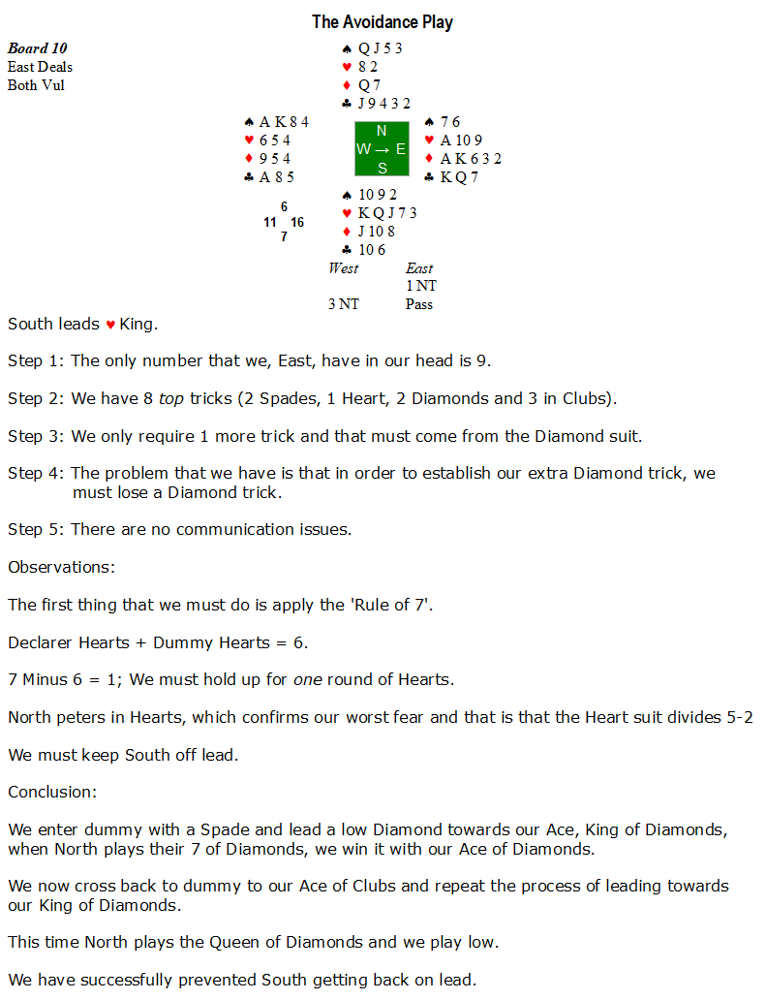 The Avoidance Play
Board 10
East Deals
Both Vul
♠ Q J 5 3
♥ 8 2
♦ Q 7
♣ J 9 4 3 2
♠ A K 8 4
♥ 6 5 4
♦ 9 5 4
♣ A 8 5
N
W → E
S
♠ 7 6
♥ A 10 9
♦ A K 6 3 2
♣ K Q 7
♠ 10 9 2
♥ K Q J 7 3
♦ J 10 8
♣ 10 6
6
11 16
7
West East
1 NT
3 NT Pass
South leads ♥ King.
Step 1: The only number that we, East, have in our head is 9.
Step 2: We have 8 top tricks (2 Spades, 1 Heart, 2 Diamonds and 3 in Clubs).
Step 3: We only require 1 more trick and that must come from the Diamond suit.
Step 4: The problem that we have is that in order to establish our extra Diamond trick, we
must lose a Diamond trick.
Step 5: There are no communication issues.
Observations:
The first thing that we must do is apply the 'Rule of 7'.
Declarer Hearts + Dummy Hearts = 6.
7 Minus 6 = 1; We must hold up for one round of Hearts.
North peters in Hearts, which confirms our worst fear and that is that the Heart suit divides 5-2
We must keep South off lead.
Conclusion:
We enter dummy with a Spade and lead a low Diamond towards our Ace, King of Diamonds,
when North plays their 7 of Diamonds, we win it with our Ace of Diamonds.
We now cross back to dummy to our Ace of Clubs and repeat the process of leading towards
our King of Diamonds.
This time North plays the Queen of Diamonds and we play low.
We have successfully prevented South getting back on lead.